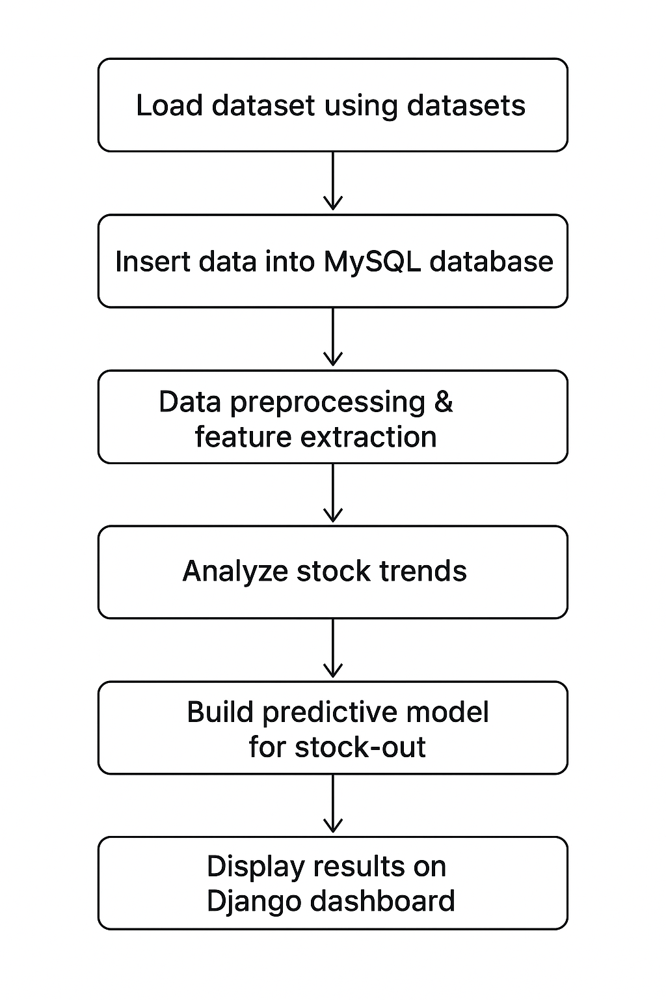 Load dataset using datasets
Insert data into MySQL database
Data preprocessing &
feature extraction
Analyze stock trends
Build predictive model
for stock-out
Display results on
Django dashboard